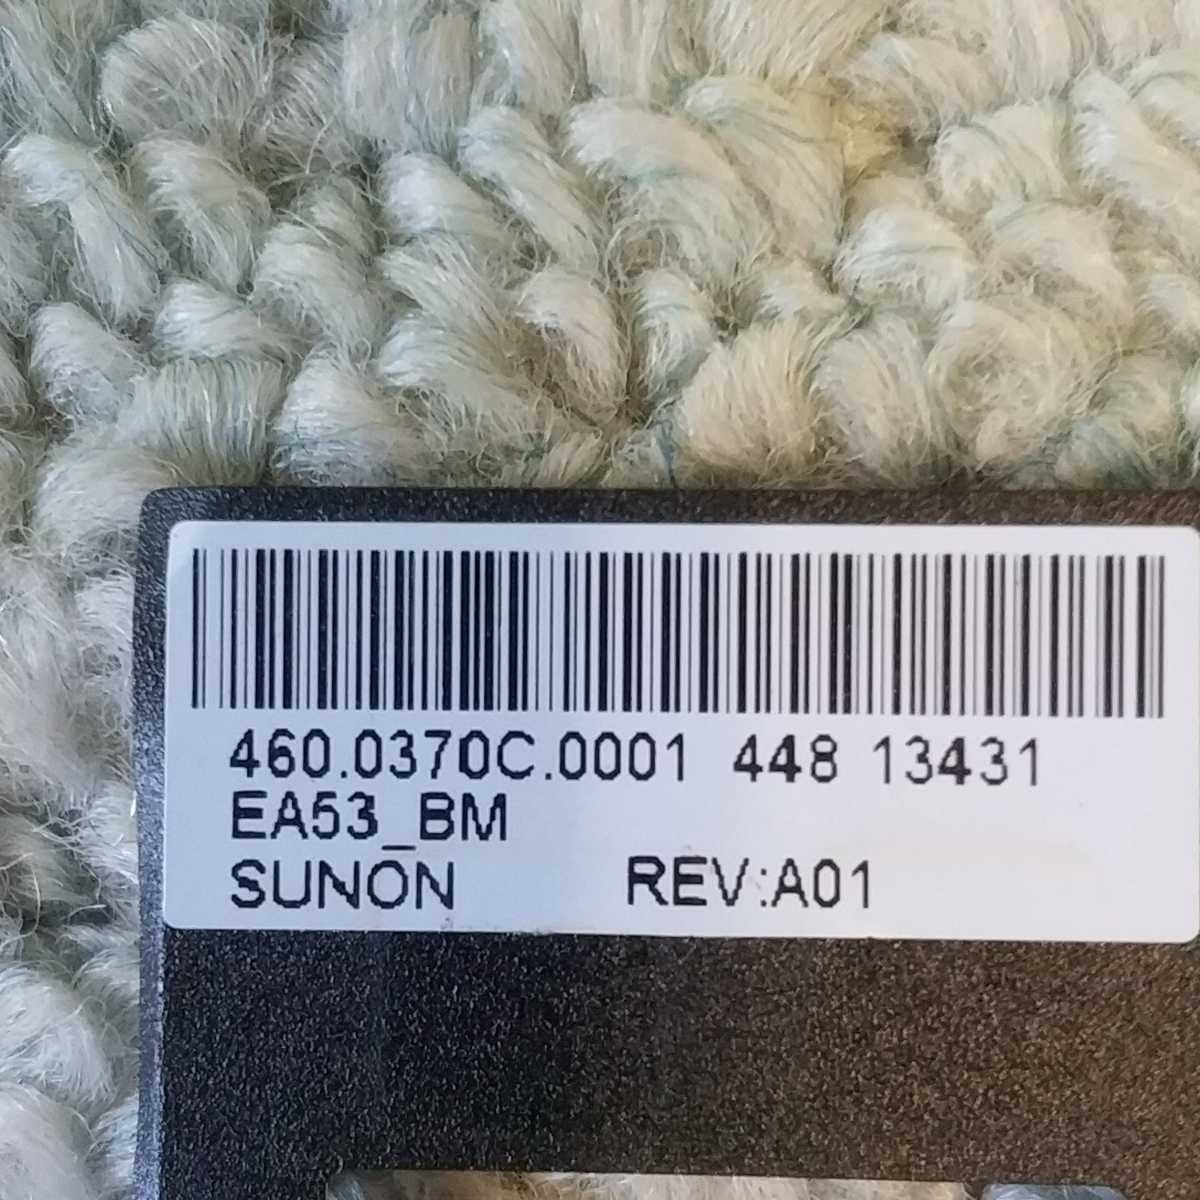 460.0370C.0001 448 13431
EA53_BM
SUNON REV:A01